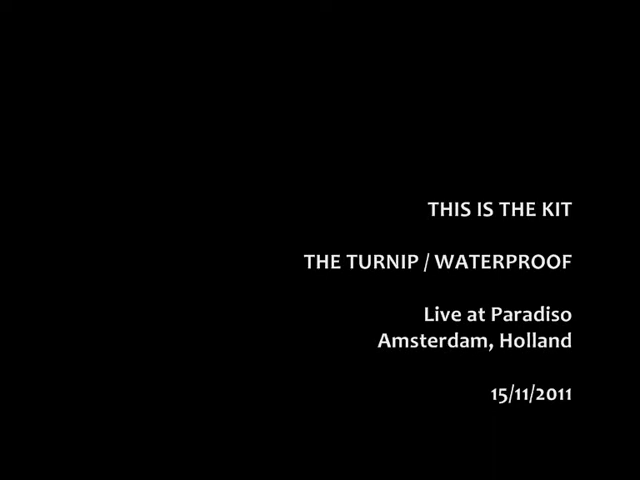 THIS IS THE KIT
THE TURNIP / WATERPROOF
Live at Paradiso
Amsterdam, Holland
15/11/2011